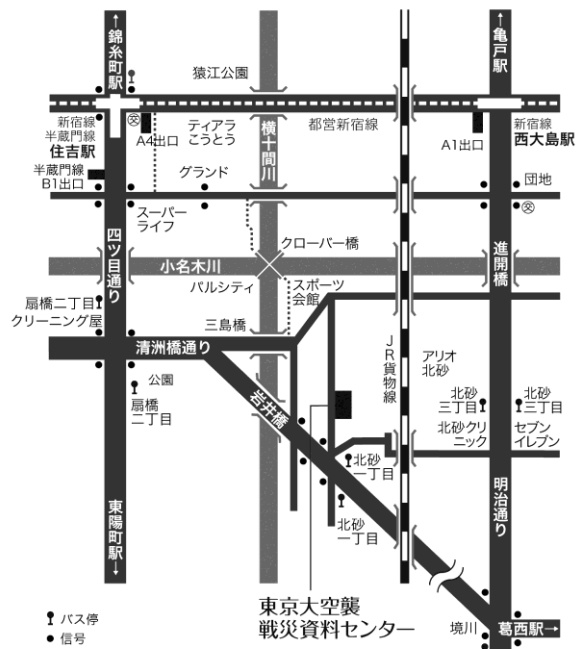 ←錦糸町駅
←亀戸駅
猿江公園
新宿線
半蔵門線
住吉駅
㊋
A4出口
ティアラ
こうとう
横十間川
都営新宿線
A1出口
新宿線
西大島駅
半蔵門線
B1出口
グランド
団地
スーパー
ライフ
四ツ目通り
クローバー橋
進開橋
小名木川
パルシティ
スポーツ
会館
扇橋二丁目
クリーニング屋
三島橋
清洲橋通り
JR貨物線
アリオ
北砂
公園
扇橋
二丁目
岩井橋
北砂
三丁目
北砂
三丁目
北砂クリ
ニック
セブン
イレブン
北砂
一丁目
明治通り
東陽町駅→
北砂
一丁目
東京大空襲
戦災資料センター
バス停
信号
境川
葛西駅→